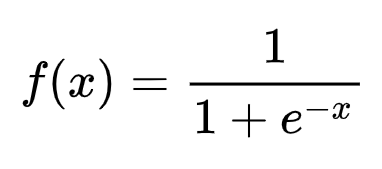 f(x) = 1 / (1 + e^{-x})